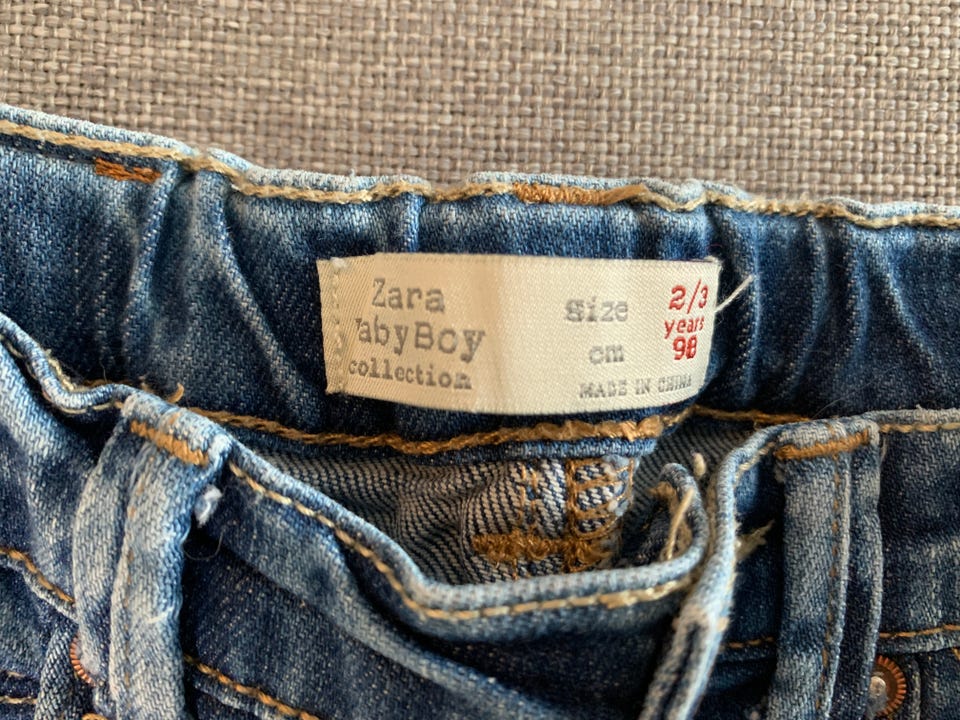 Zara
BabyBoy
collection
Size
cm
2/3
years
98
MADE IN CHINA